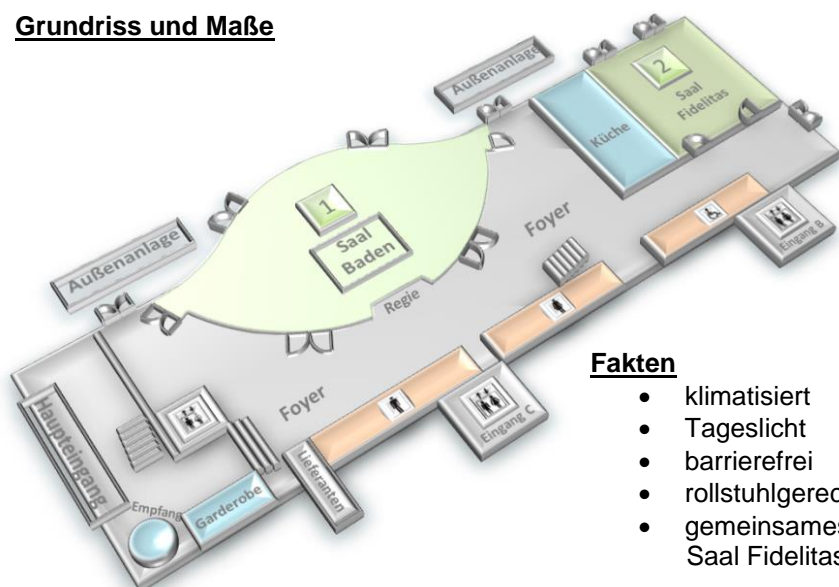 Grundriss und Maße
Außenanlage
2
Saal
Fidelitas
Küche
1
Saal
Baden
Außenanlage
Foyer
Eingang B
Regie
Foyer
Haupteingang
Eingang C
Lieferanten
Empfang
Garderobe
Fakten
• klimatisiert
• Tageslicht
• barrierefrei
• rollstuhlgerec
• gemeinsames
Saal Fidelitas